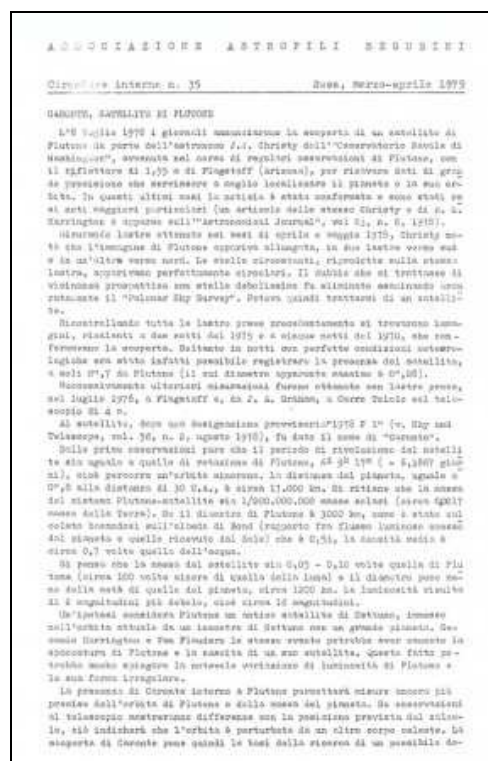 ASSOCIAZIONE ASTROFILI SEGUSINI
Circolare interna n. 35 Susa, marzo-aprile 1979
CARONTE, SATELLITE DI PLUTONE
L'8 luglio 1978 i giornali annunciarono la scoperta di un satellite di
Plutone da parte dell'astronomo J.W. Christy dell'"Osservatorio Navale di
Washington", avvenuta nel corso di regolari osservazioni di Plutone, con
il riflettore di 1,55 m di Flagstaff (Arizona), per ricavare dati di gran
de precisione che servissero a meglio localizzare il pianeta e la sua or-
bita. In questi ultimi mesi la notizia è stata confermata e sono stati re
si noti maggiori particolari (un articolo dello stesso Christy e di R. S.
Harrington è apparso sull'"Astronomical Journal", vol 83, n. 8, 1978).
Misurando lastre ottenute nei mesi di aprile e maggio 1978, Christy no-
tò che l'immagine di Plutone appariva allungata, in due lastre verso sud
e in un'altra verso nord. Le stelle circostanti, riprodotte sulla stessa
lastra, apparivano perfettamente circolari. Il dubbio che si trattasse di
vicinanza prospettica con stelle debolissime fu eliminato esaminando
il "Palomar Sky Survey". Poteva quindi trattarsi di un satelli-
te.
Ricontrollando tutte le lastre prese precedentemente si trovarono imma-
gini, risalenti a due notti del 1975 e a cinque notti del 1970, che con-
fermavano la scoperta. Soltanto in notti con perfette condizioni meteoro-
logiche era stato infatti possibile registrare la presenza del satellite,
a soli 0",7 da Plutone (il cui diametro apparente massimo è 0",28).
Successivamente ulteriori misurazioni furono ottenute con lastre prese,
nel luglio 1978, a Flagstaff e, da J. A. Graham, a Cerro Tololo col tele-
scopio di 4 m.
Al satellite, dopo una designazione provvisoria "1978 P 1" (v. Sky and
Telescope, vol. 56, n. 2, agosto 1978), fu dato il nome di "Caronte".
Dalle prime osservazioni pare che il periodo di rivoluzione del satelli
te sia uguale a quello di rotazione di Plutone, 6g 9h 17m ( = 6,3867 gior
ni), cioè percorra un'orbita sincrona. La distanza dal pianeta, uguale a
0",8 alla distanza di 30 U.A., è circa 17.000 km. Si ritiene che la massa
del sistema Plutone-satellite sia masse solari (circa
massa della Terra). Se il diametro di Plutone è 3000 km, come è stato cal
colato basandosi sull'albedo di Bond (rapporto fra flusso luminoso emesso
dal pianeta e quello ricevuto dal Sole) che è la densità media è
circa 0,7 volte quella dell'acqua.
Si pensa che la massa del satellite sia 0,05 - 0,10 volte quella di Plu
tone (circa 100 volte minore di quella della Luna) e il diametro poco me-
no della metà di quello del pianeta, circa 1200 km. La luminosità risulta
di 2 magnitudini più debole, cioè circa 16 magnitudini.
Un'ipotesi considera Plutone un antico satellite di Nettuno, immesso
nell'orbita attuale da un incontro di Nettuno con un grande pianeta. Se-
condo Harrington e Van Flandern lo stesso evento potrebbe aver causato la
spaccatura di Plutone e la nascita di un suo satellite. Questo fatto po-
trebbe anche spiegare la notevole variazione di luminosità di Plutone e
la sua forma irregolare.
La presenza di Caronte intorno a Plutone permetterà misure ancora più
precise dell'orbita di Plutone e della massa del pianeta. Se osservazioni
al telescopio mostreranno differenze con la posizione prevista dal calco-
lo, ciò indicherà che l'orbita è perturbata da un altro corpo celeste. La
scoperta di Caronte pone quindi le basi della ricerca di un possibile de-